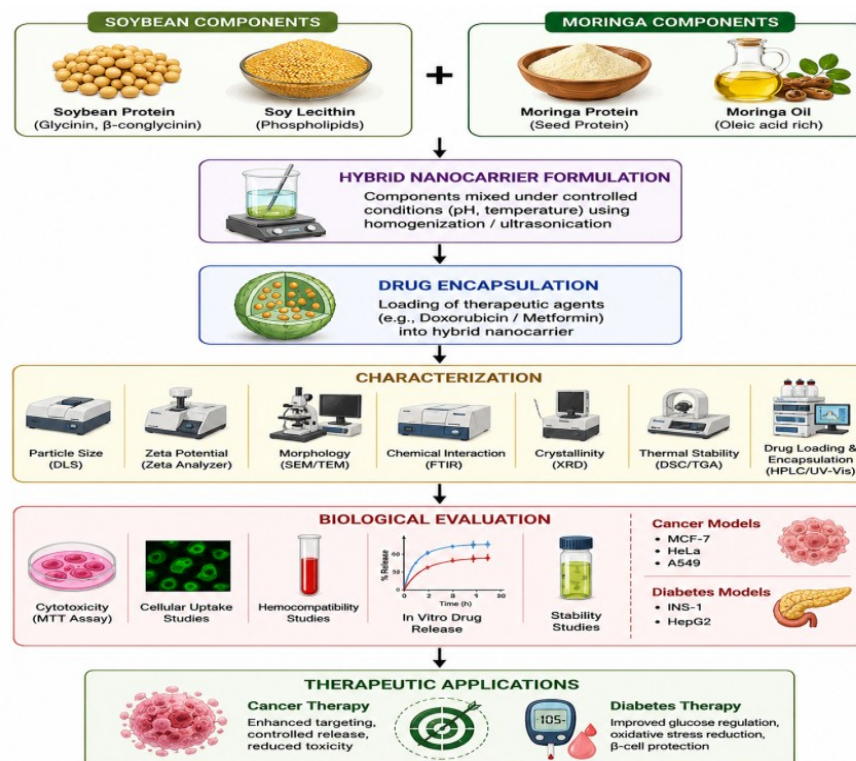 SOYBEAN COMPONENTS
MORINGA COMPONENTS
Soybean Protein
(Glycinin, β-conglycinin)
Soy Lecithin
(Phospholipids)
+
Moringa Protein
(Seed Protein)
Moringa Oil
(Oleic acid rich)
HYBRID NANOCARRIER FORMULATION
Components mixed under controlled
conditions (pH, temperature) using
homogenization / ultrasonication
DRUG ENCAPSULATION
Loading of therapeutic agents
(e.g., Doxorubicin / Metformin)
into hybrid nanocarrier
CHARACTERIZATION
Particle Size
(DLS)
Zeta Potential
(Zeta Analyzer)
Morphology
(SEM/TEM)
Chemical Interaction
(FTIR)
Crystallinity
(XRD)
Thermal Stability
(DSC/TGA)
Drug Loading &
Encapsulation
(HPLC/UV-Vis)
BIOLOGICAL EVALUATION
Cytotoxicity
(MTT Assay)
Cellular Uptake
Studies
Hemocompatibility
Studies
% Release
Time (h)
In Vitro Drug
Release
Stability
Studies
Cancer Models
• MCF-7
• HeLa
• A549
Diabetes Models
• INS-1
• HepG2
THERAPEUTIC APPLICATIONS
Cancer Therapy
Enhanced targeting,
controlled release,
reduced toxicity
-105-
Diabetes Therapy
Improved glucose regulation,
oxidative stress reduction,
β-cell protection